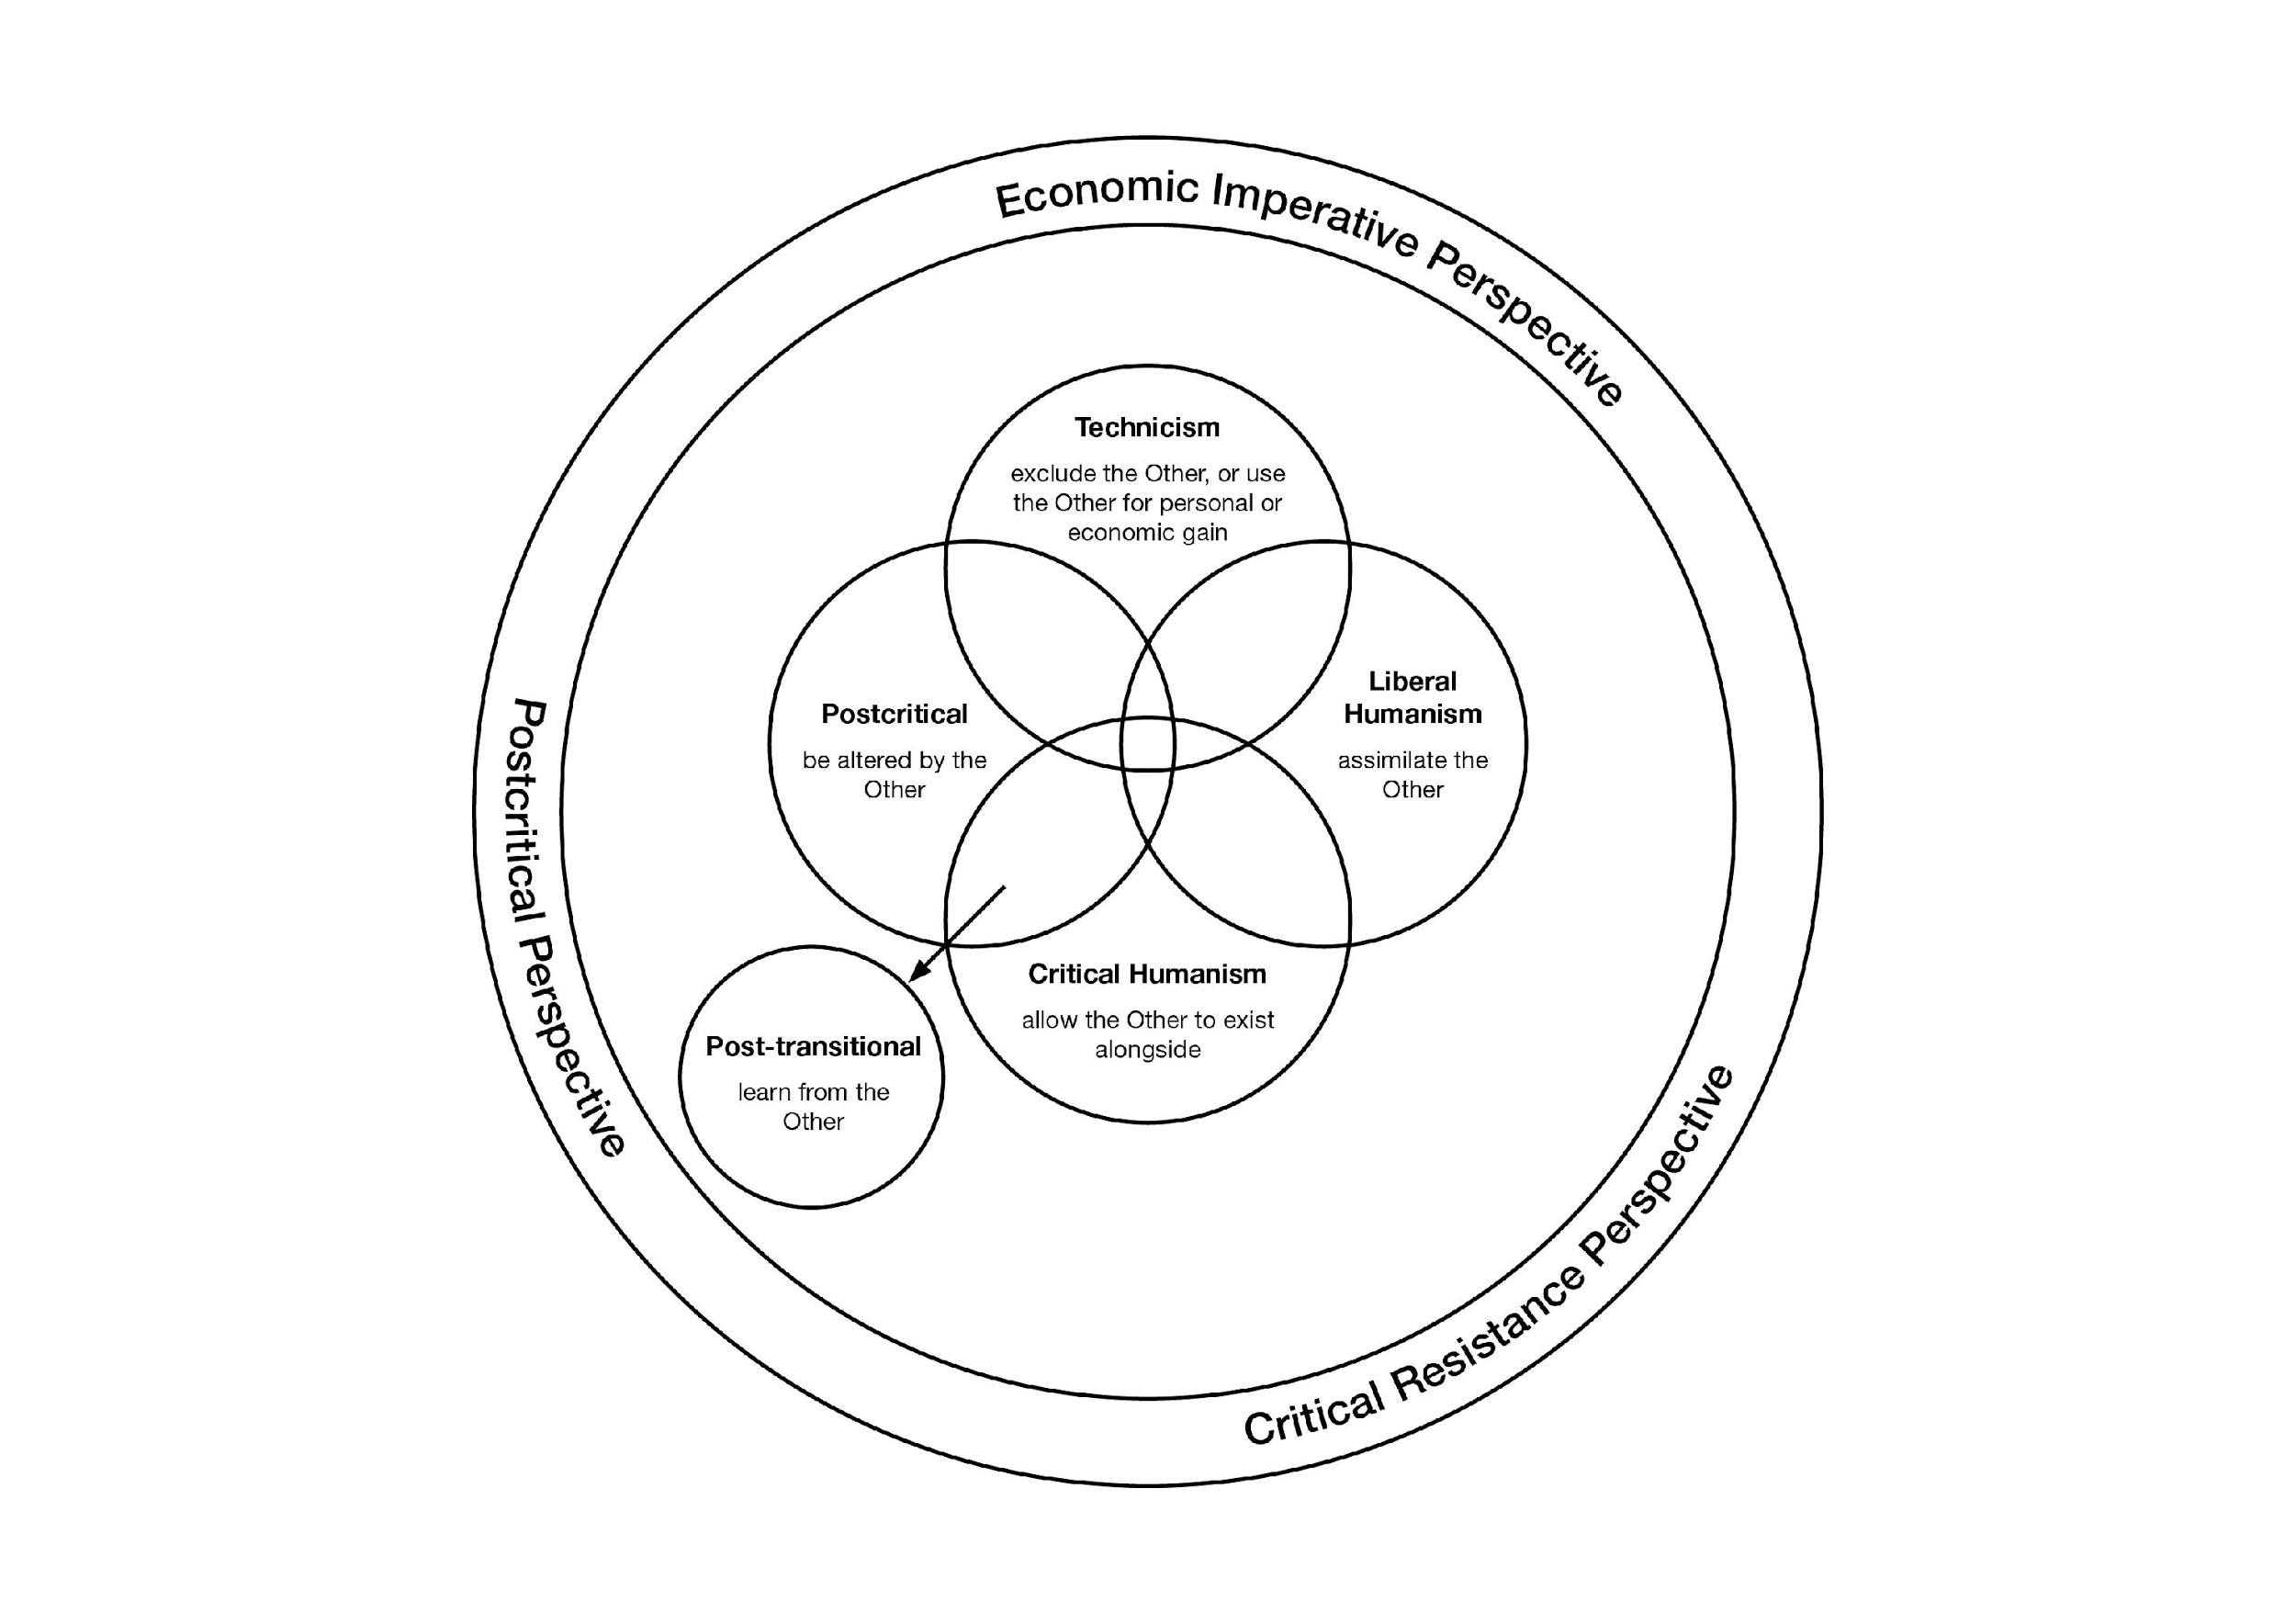 Economic Imperative Perspective
Technicism
exclude the Other, or use
the Other for personal or
economic gain
Postcritical
be altered by the
Other
Liberal
Humanism
assimilate the
Other
Critical Humanism
allow the Other to exist
alongside
Post-transitional
learn from the
Other
Postcritical Perspective
Critical Resistance Perspective